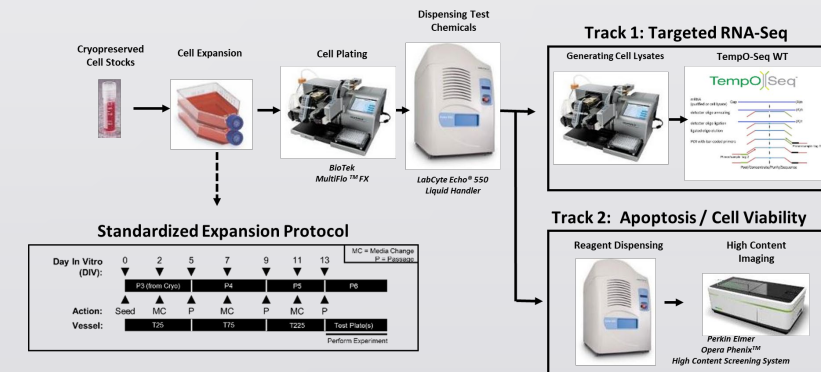 Dispensing Test
Chemicals
Cryopreserved
Cell Stocks
Cell Expansion
Cell Plating
BioTek
MultiFlo ™ FX
LabCyte Echo® 550
Liquid Handler
Track 1: Targeted RNA-Seq
Generating Cell Lysates
TempO-Seq WT
TempO Seq
Track 2: Apoptosis / Cell Viability
Reagent Dispensing
High Content
Imaging
Perkin Elmer
Opera Phenix™
High Content Screening System
Standardized Expansion Protocol
MC = Media Change
P = Passage
Day In Vitro
(DIV):
0 2 5 7 9 11 13
P3 (from Cryo) P4 P5 P6
Action: Seed MC P MC P MC P
Vessel: T25 T75 T225 Test Plate(s)
Perform Experiment